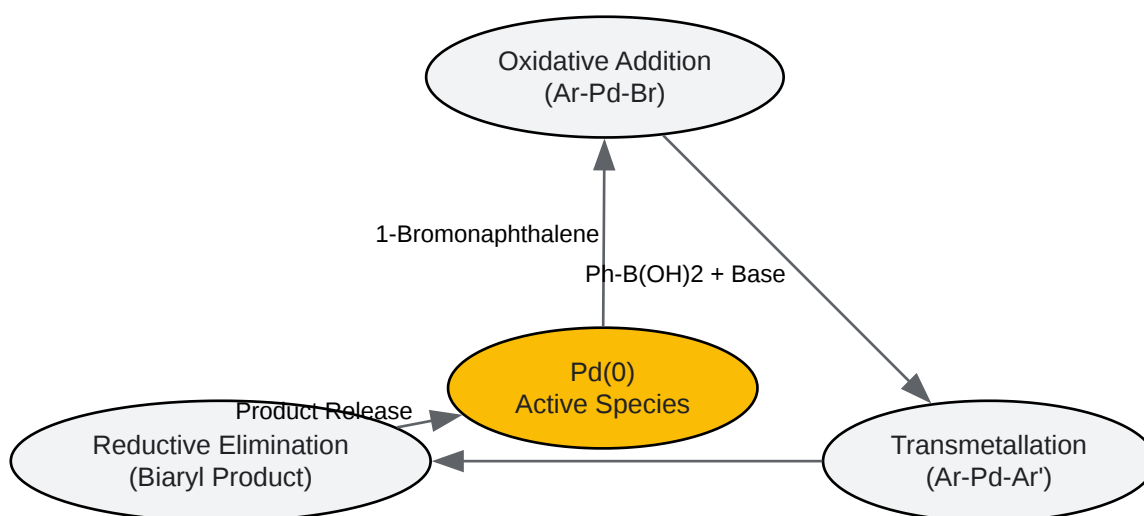 Oxidative Addition
(Ar-Pd-Br)
1-Bromonaphthalene
Ph-B(OH)2 + Base
Pd(0)
Active Species
Product Release
Reductive Elimination
(Biaryl Product)
Transmetallation
(Ar-Pd-Ar')